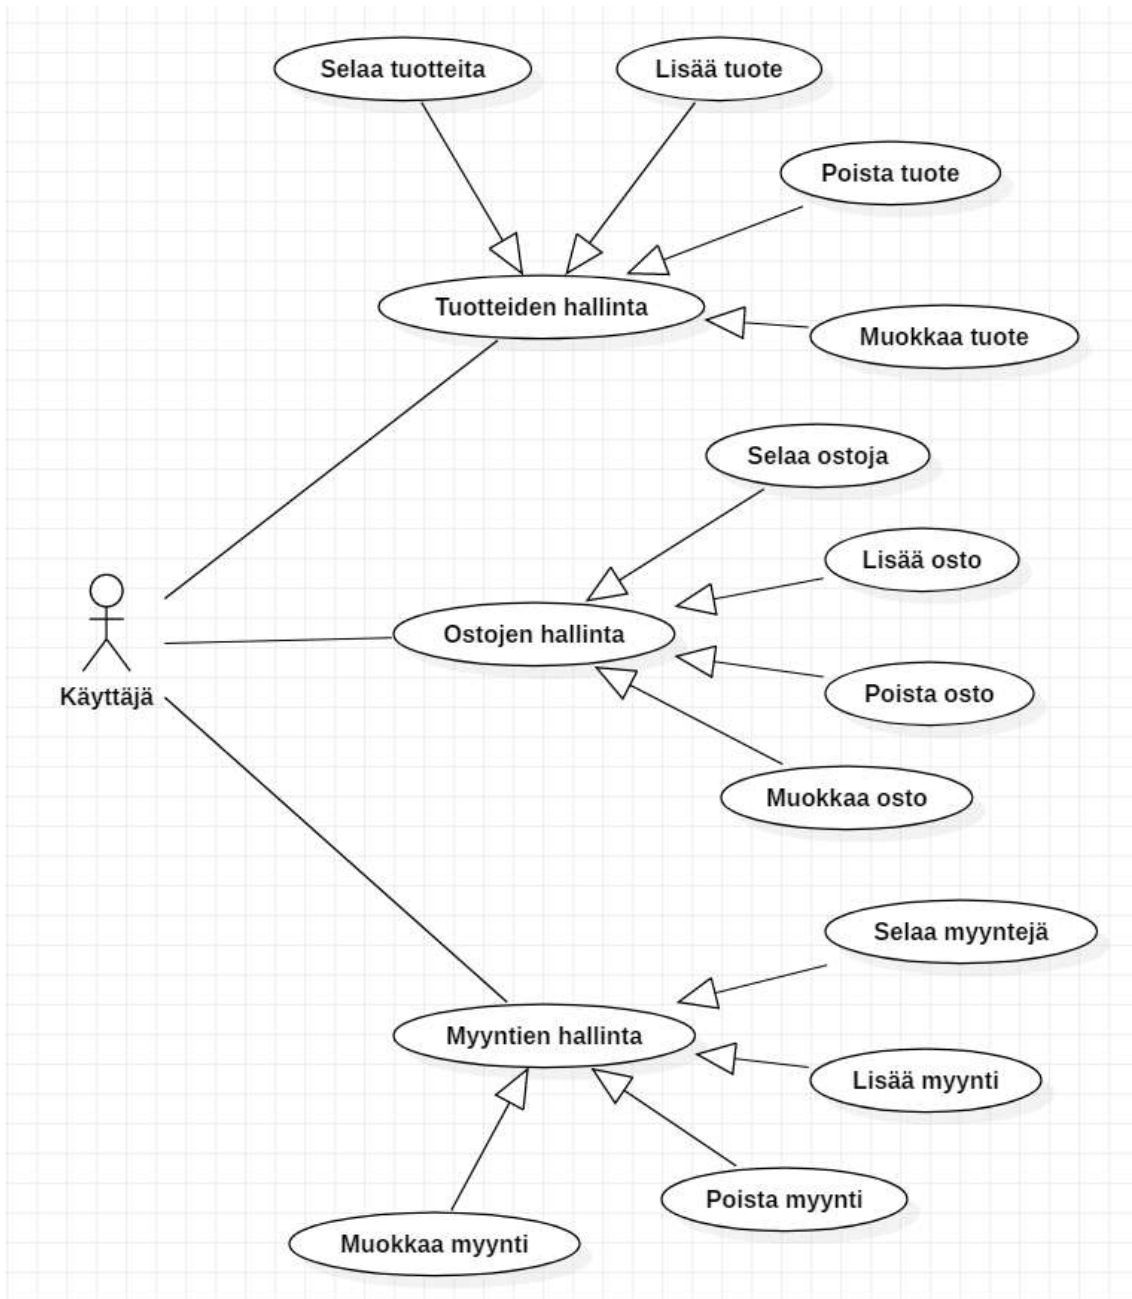 Selaa tuotteita
Lisää tuote
Poista tuote
Tuotteiden hallinta
Muokkaa tuote
Selaa ostoja
Lisää osto
Ostojen hallinta
Käyttäjä
Poista osto
Muokkaa osto
Selaa myyntejä
Myyntien hallinta
Lisää myynti
Poista myynti
Muokkaa myynti